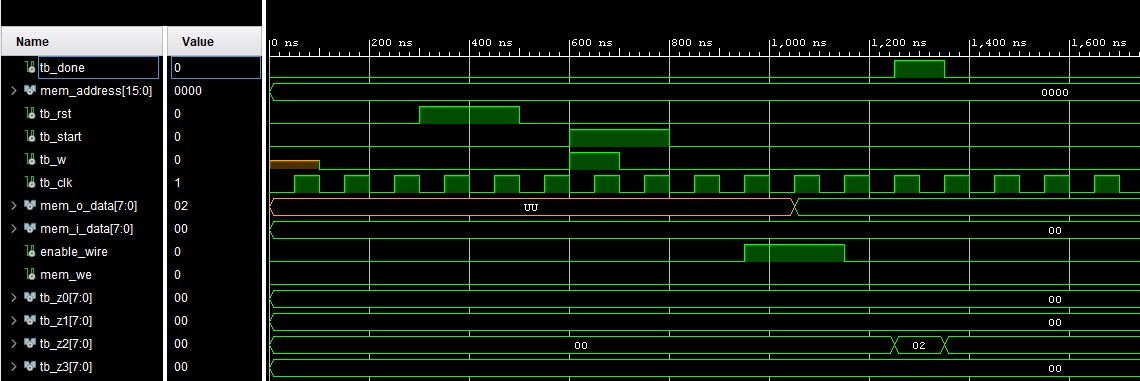 Name Value
0 ns 200 ns 400 ns 600 ns 800 ns 1,000 ns 1,200 ns 1,400 ns 1,600 ns
tb_done 0
mem_address[15:0] 0000 0000
tb_rst 0
tb_start 0
tb_w 0
tb_clk 1
mem_o_data[7:0] 02 UU
mem_i_data[7:0] 00 00
enable_wire 0
mem_we 0
tb_z0[7:0] 00 00
tb_z1[7:0] 00 00
tb_z2[7:0] 00 00 02
tb_z3[7:0] 00 00